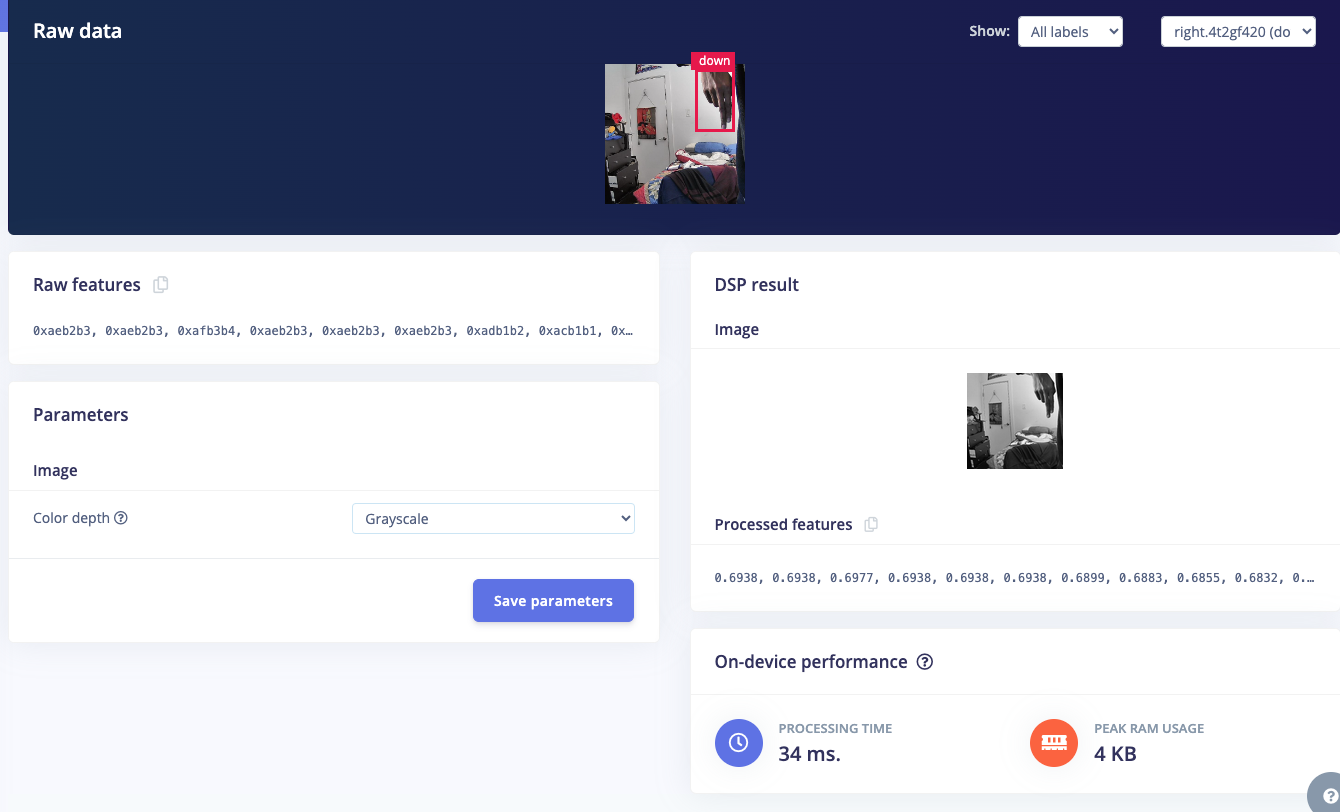 Raw data
Show:
All labels
right.4t2gf420 (do
down
Raw features
0xaeb2b3, 0xaeb2b3, 0xafb3b4, 0xaeb2b3, 0xaeb2b3, 0xaeb2b3, 0xadb1b2, 0xacb1b1, 0x…
Parameters
Image
Color depth
Grayscale
Save parameters
DSP result
Image
Processed features
0.6938, 0.6938, 0.6977, 0.6938, 0.6938, 0.6938, 0.6899, 0.6883, 0.6855, 0.6832, 0.…
On-device performance
PROCESSING TIME
34 ms.
PEAK RAM USAGE
4 KB